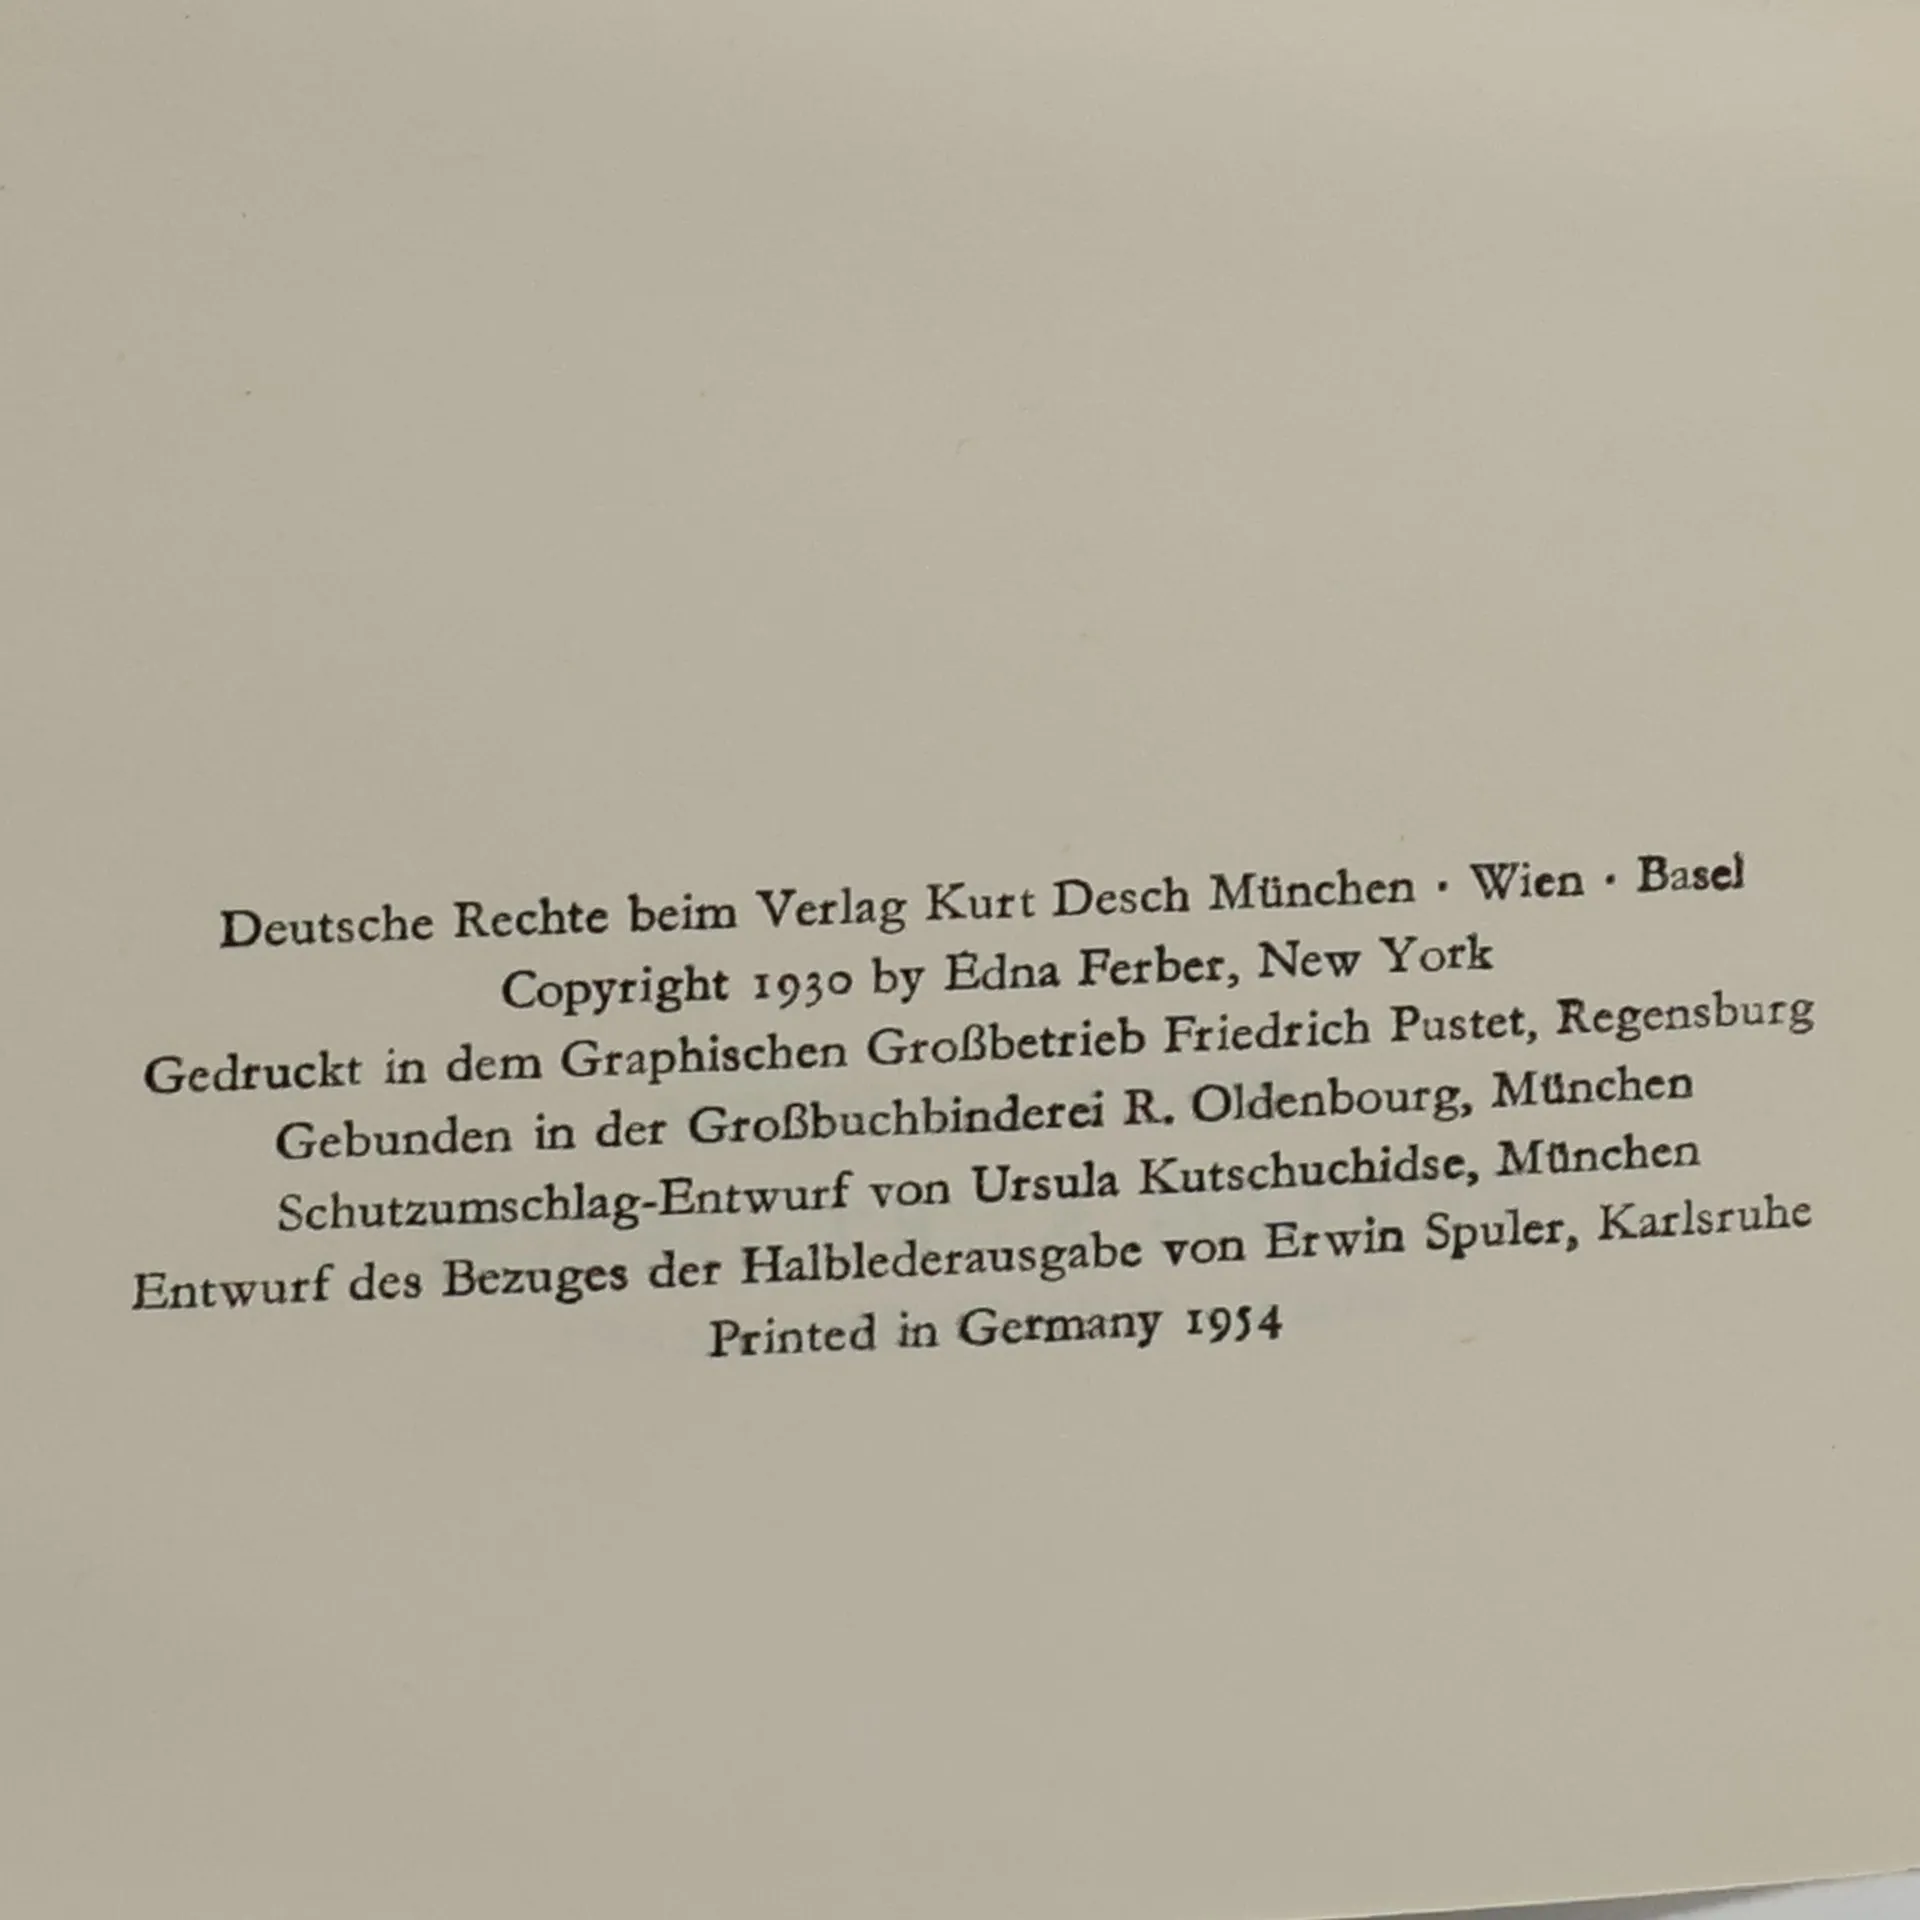 Deutsche Rechte beim Verlag Kurt Desch München · Wien · Basel
Copyright 1930 by Edna Ferber, New York
Gedruckt in dem Graphischen Großbetrieb Friedrich Pustet, Regensburg
Gebunden in der Großbuchbinderei R. Oldenbourg, München
Schutzumschlag-Entwurf von Ursula Kutschuchidse, München
Entwurf des Bezuges der Halblederausgabe von Erwin Spuler, Karlsruhe
Printed in Germany 1954